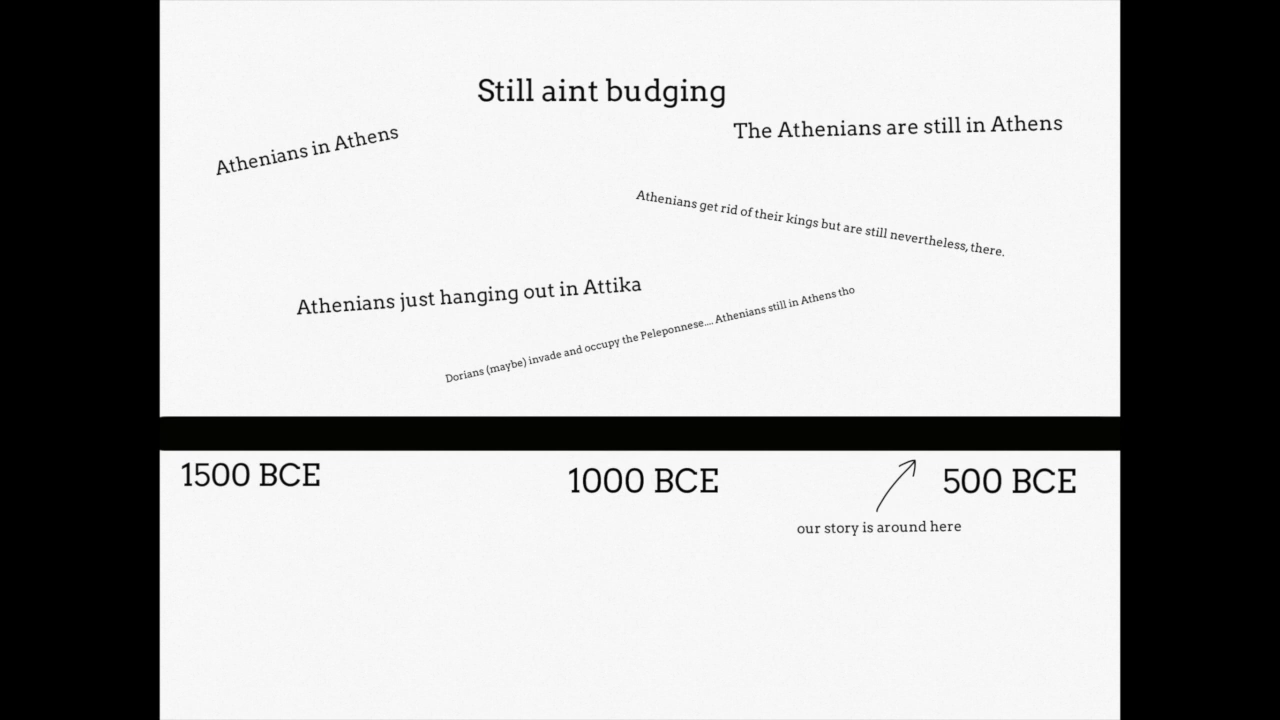 Still aint budging
Athenians in Athens
The Athenians are still in Athens
Athenians get rid of their kings but are still nevertheless, there.
Athenians just hanging out in Attika
Dorians (maybe) invade and occupy the Peleponnese.... Athenians still in Athens tho
1500 BCE
1000 BCE
500 BCE
our story is around here